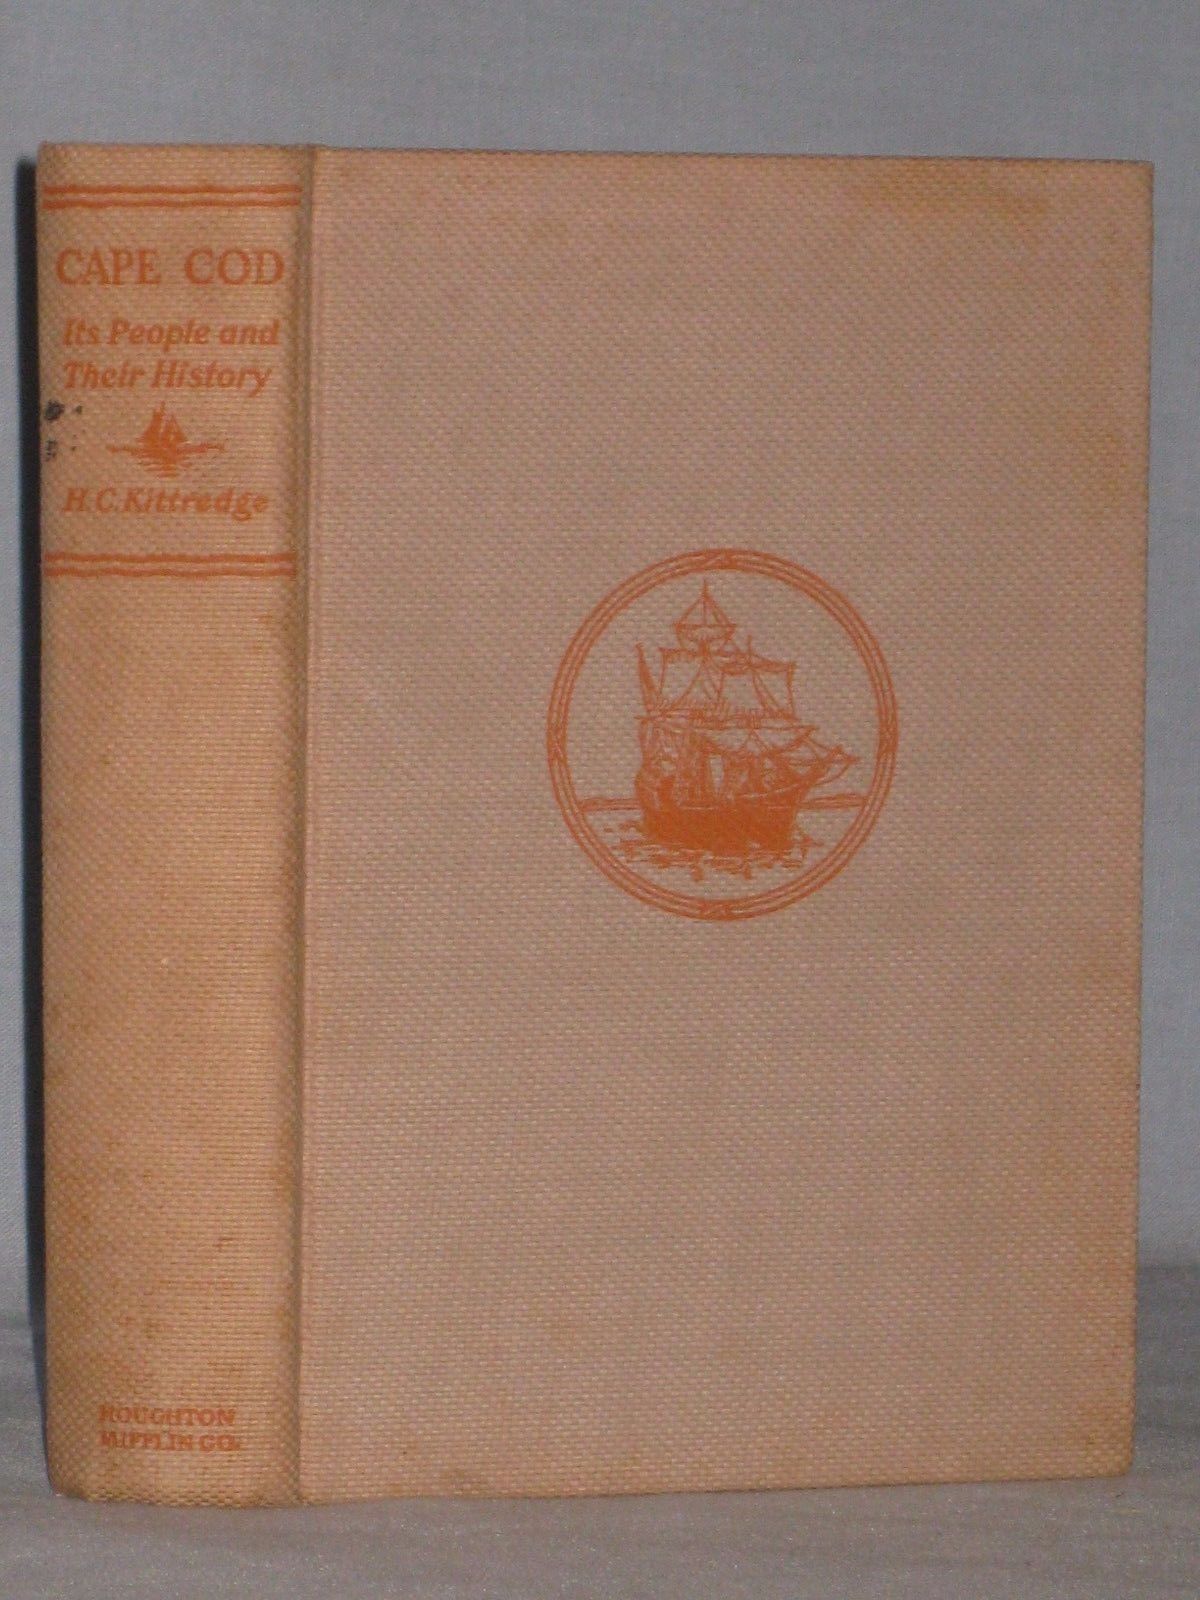 CAPE COD
Its People and
Their History
H.C.Kittredge
HOUGHTON
MIFFLIN CO.